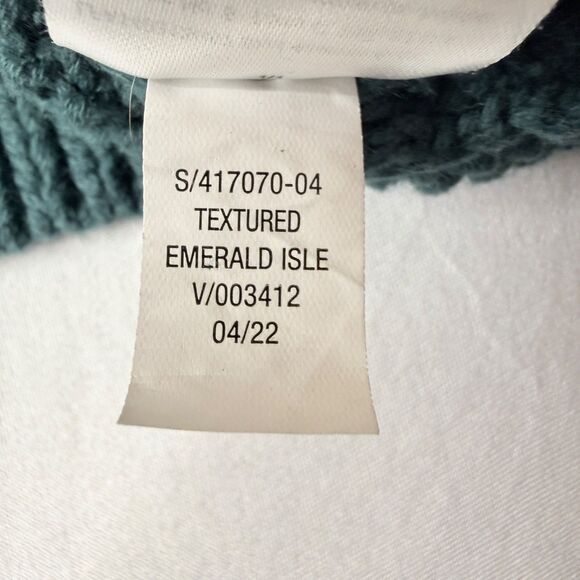 S/417070-04
TEXTURED
EMERALD ISLE
V/003412
04/22